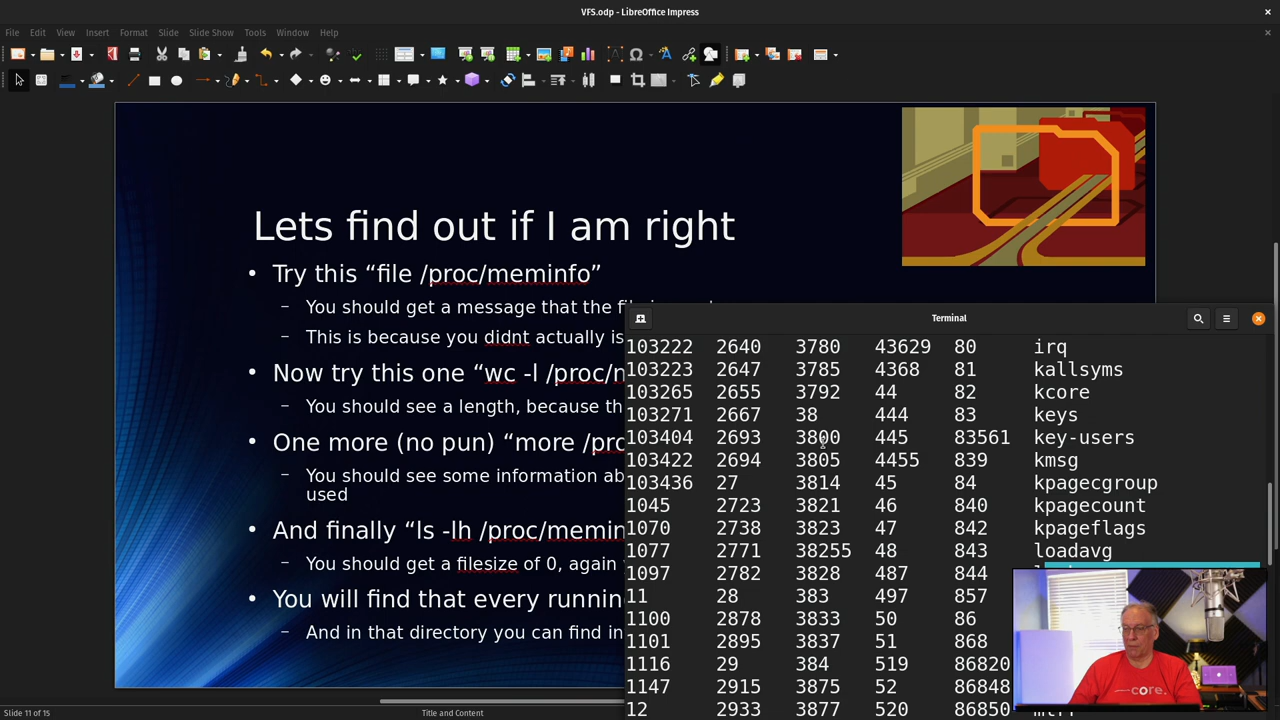 VFS.odp - LibreOffice Impress
File Edit View Insert Format Slide Slide Show Tools Window Help
Lets find out if I am right
• Try this “file /proc/meminfo”
– You should get a message that the
– This is because you didnt actually is
• Now try this one “wc -l /proc/m
– You should see a length, because th
• One more (no pun) “more /pro
– You should see some information ab
used
• And finally “ls -lh /proc/memin
– You should get a filesize of 0, again
• You will find that every runnin
– And in that directory you can find in
Terminal
103222 2640 3780 43629 80 irq
103223 2647 3785 4368 81 kallsyms
103265 2655 3792 44 82 kcore
103271 2667 38 444 83 keys
103404 2693 3800 445 83561 key-users
103422 2694 3805 4455 839 kmsg
103436 27 3814 45 84 kpagecgroup
1045 2723 3821 46 840 kpagecount
1070 2738 3823 47 842 kpageflags
1077 2771 38255 48 843 loadavg
1097 2782 3828 487 844
11 28 383 497 857
1100 2878 3833 50 86
1101 2895 3837 51 868
1116 29 384 519 86820
1147 2915 3875 52 86848
12 2933 3877 520 86850
core.
Slide 11 of 15
Title and Content